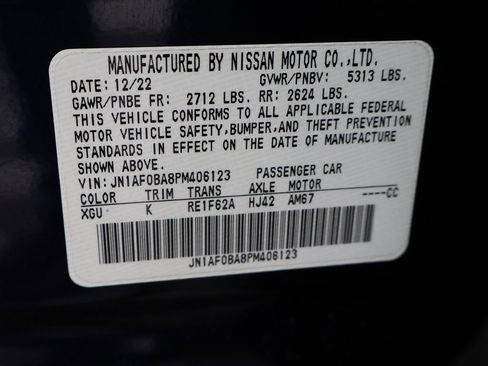 MANUFACTURED BY NISSAN MOTOR CO.,LTD.
DATE: 12/22 GVWR/PNBV: 5313 LBS.
GAWR/PNBE FR: 2712 LBS. RR: 2624 LBS.
THIS VEHICLE CONFORMS TO ALL APPLICABLE FEDERAL
MOTOR VEHICLE SAFETY,BUMPER,AND THEFT PREVENTION
STANDARDS IN EFFECT ON THE DATE OF MANUFACTURE
SHOWN ABOVE.
VIN: JN1AF0BA8PM406123 PASSENGER CAR
COLOR TRIM TRANS AXLE MOTOR
XGU K RE1F62A HJ42 AM67 ----CC
JN1AF0BA8PM406123